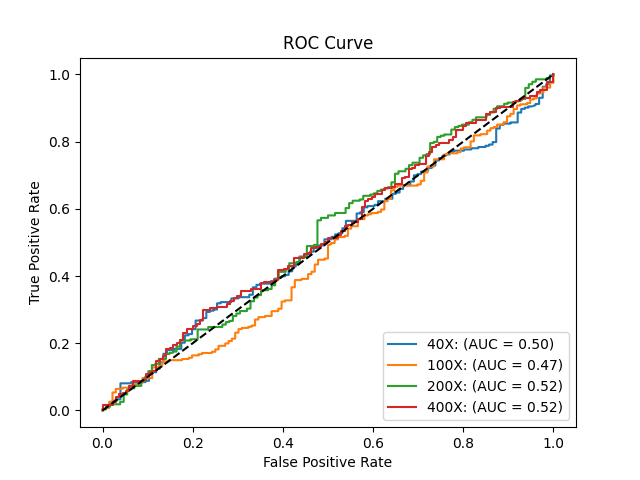 ROC Curve
True Positive Rate
1.0
0.8
0.6
0.4
0.2
0.0
40X: (AUC = 0.50)
100X: (AUC = 0.47)
200X: (AUC = 0.52)
400X: (AUC = 0.52)
0.0 0.2 0.4 0.6 0.8 1.0
False Positive Rate